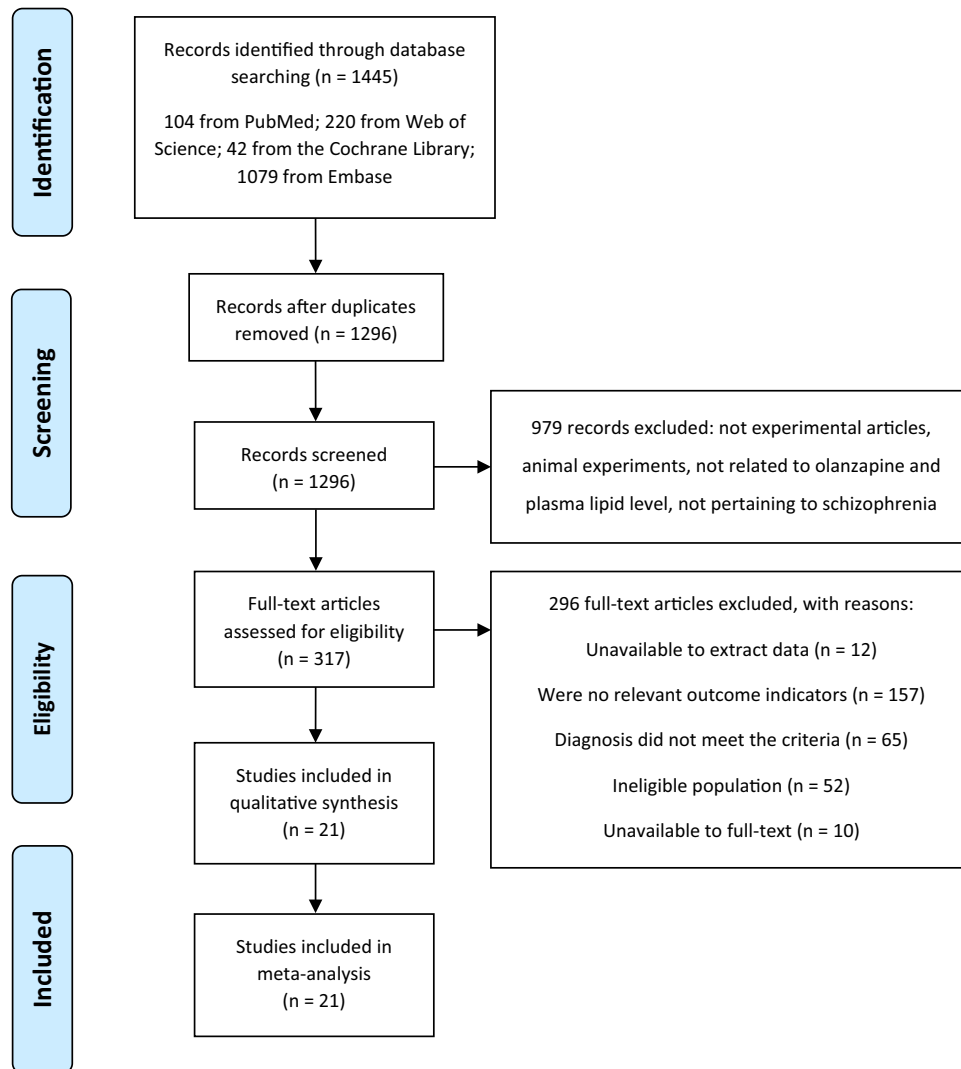 Identification
Records identified through database
searching (n = 1445)
104 from PubMed; 220 from Web of
Science; 42 from the Cochrane Library;
1079 from Embase
Screening
Records after duplicates
removed (n = 1296)
Records screened
(n = 1296)
979 records excluded: not experimental articles,
animal experiments, not related to olanzapine and
plasma lipid level, not pertaining to schizophrenia
Eligibility
Full-text articles
assessed for eligibility
(n = 317)
296 full-text articles excluded, with reasons:
Unavailable to extract data (n = 12)
Were no relevant outcome indicators (n = 157)
Diagnosis did not meet the criteria (n = 65)
Ineligible population (n = 52)
Unavailable to full-text (n = 10)
Studies included in
qualitative synthesis
(n = 21)
Included
Studies included in
meta-analysis
(n = 21)